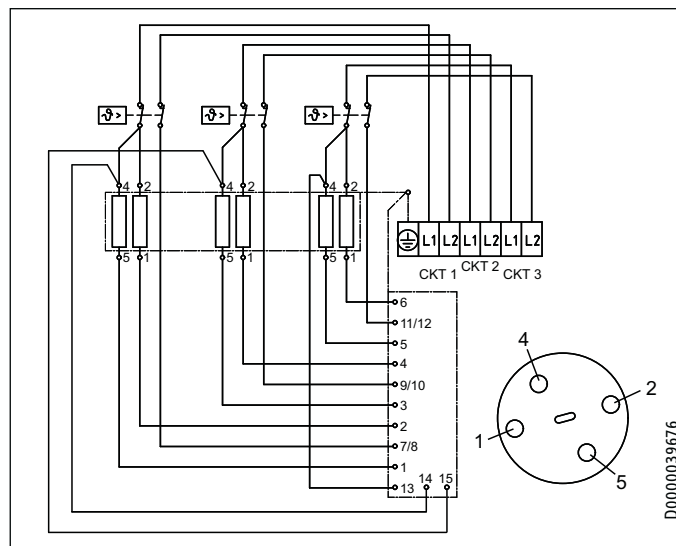 ϑ> ϑ> ϑ>
4 2 4 2 4 2
5 1 5 1 5 1
L1 L2 L1 L2 L1 L2
CKT 1 CKT 2 CKT 3
6
11/12
5
4
9/10
3
2
7/8
1
13 14 15
4
2
1
5
D0000039676